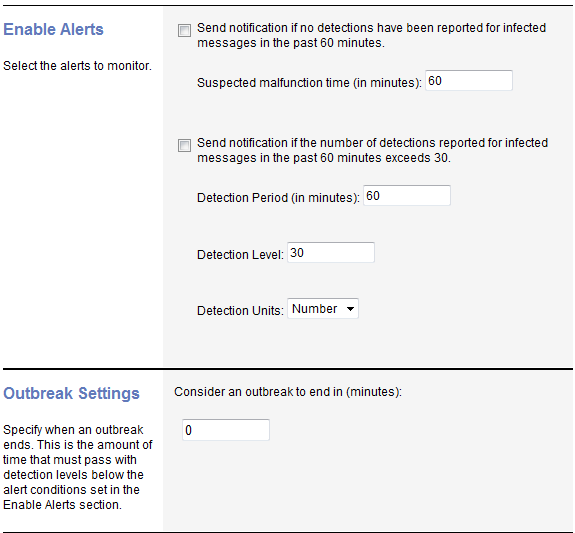 Enable Alerts
Select the alerts to monitor.
Send notification if no detections have been reported for infected
messages in the past 60 minutes.
Suspected malfunction time (in minutes): 60
Send notification if the number of detections reported for infected
messages in the past 60 minutes exceeds 30.
Detection Period (in minutes): 60
Detection Level: 30
Detection Units: Number
Outbreak Settings
Specify when an outbreak
ends. This is the amount of
time that must pass with
detection levels below the
alert conditions set in the
Enable Alerts section.
Consider an outbreak to end in (minutes):
0